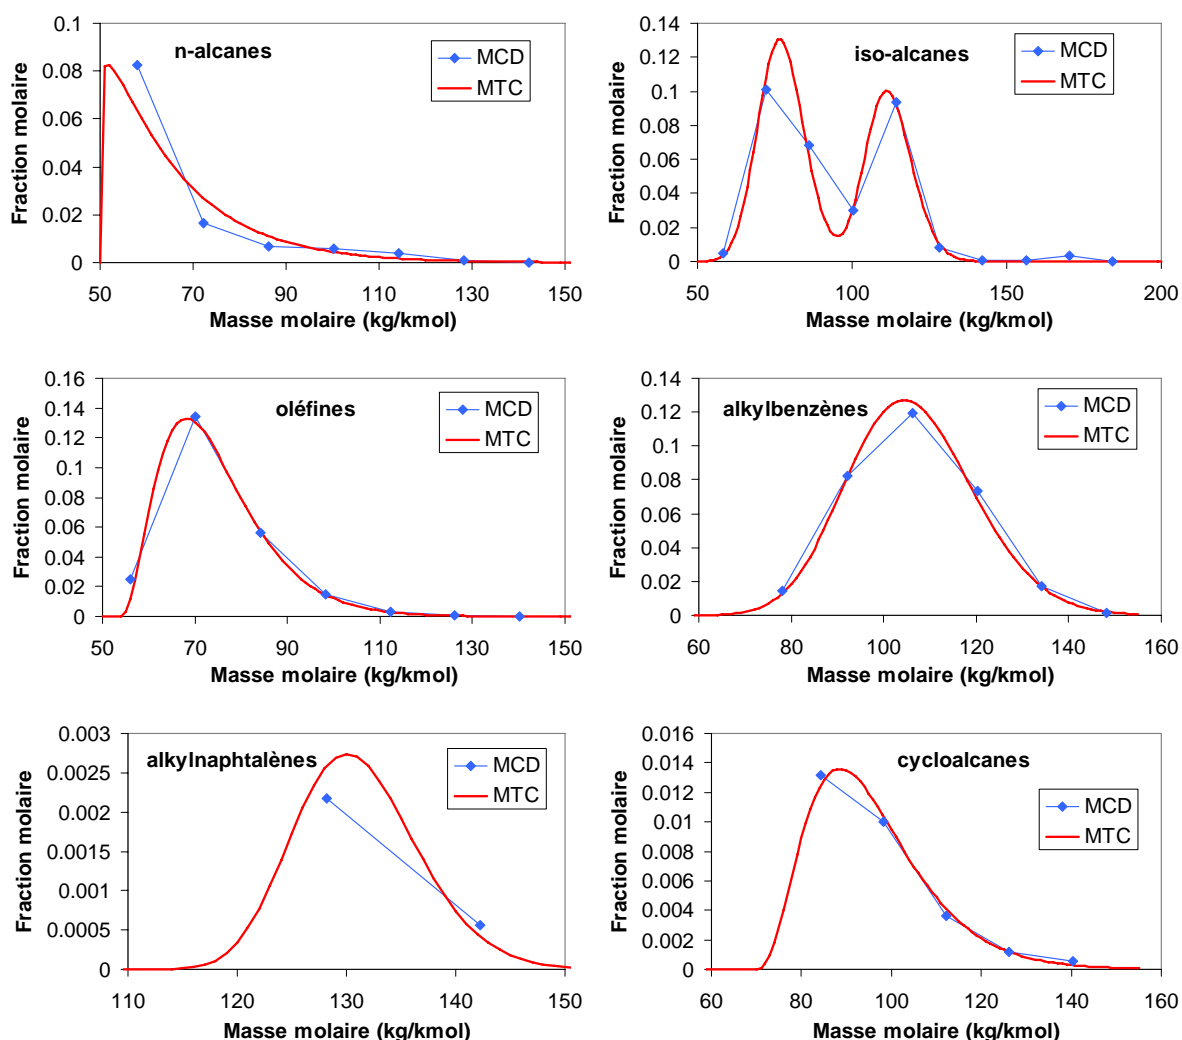 n-alcanes
MCD
MTC
Fraction molaire
0.1
0.08
0.06
0.04
0.02
0
50 70 90 110 130 150
Masse molaire (kg/kmol)
iso-alcanes
MCD
MTC
Fraction molaire
0.14
0.12
0.1
0.08
0.06
0.04
0.02
0
50 100 150 200
Masse molaire (kg/kmol)
oléfines
MCD
MTC
Fraction molaire
0.16
0.14
0.12
0.1
0.08
0.06
0.04
0.02
0
50 70 90 110 130 150
Masse molaire (kg/kmol)
alkylbenzènes
MCD
MTC
Fraction molaire
0.14
0.12
0.1
0.08
0.06
0.04
0.02
0
60 80 100 120 140 160
Masse molaire (kg/kmol)
alkylnaphtalènes
MCD
MTC
Fraction molaire
0.003
0.0025
0.002
0.0015
0.001
0.0005
0
110 120 130 140 150
Masse molaire (kg/kmol)
cycloalcanes
MCD
MTC
Fraction molaire
0.016
0.014
0.012
0.01
0.008
0.006
0.004
0.002
0
60 80 100 120 140 160
Masse molaire (kg/kmol)